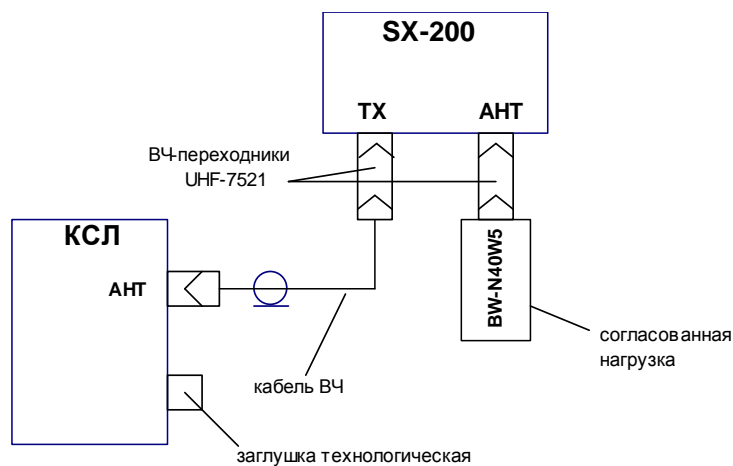 SX-200
TX
АНТ
ВЧ-переходники
UHF-7521
КСЛ
АНТ
BW-N40W5
согласованная
нагрузка
кабель ВЧ
заглушка технологическая